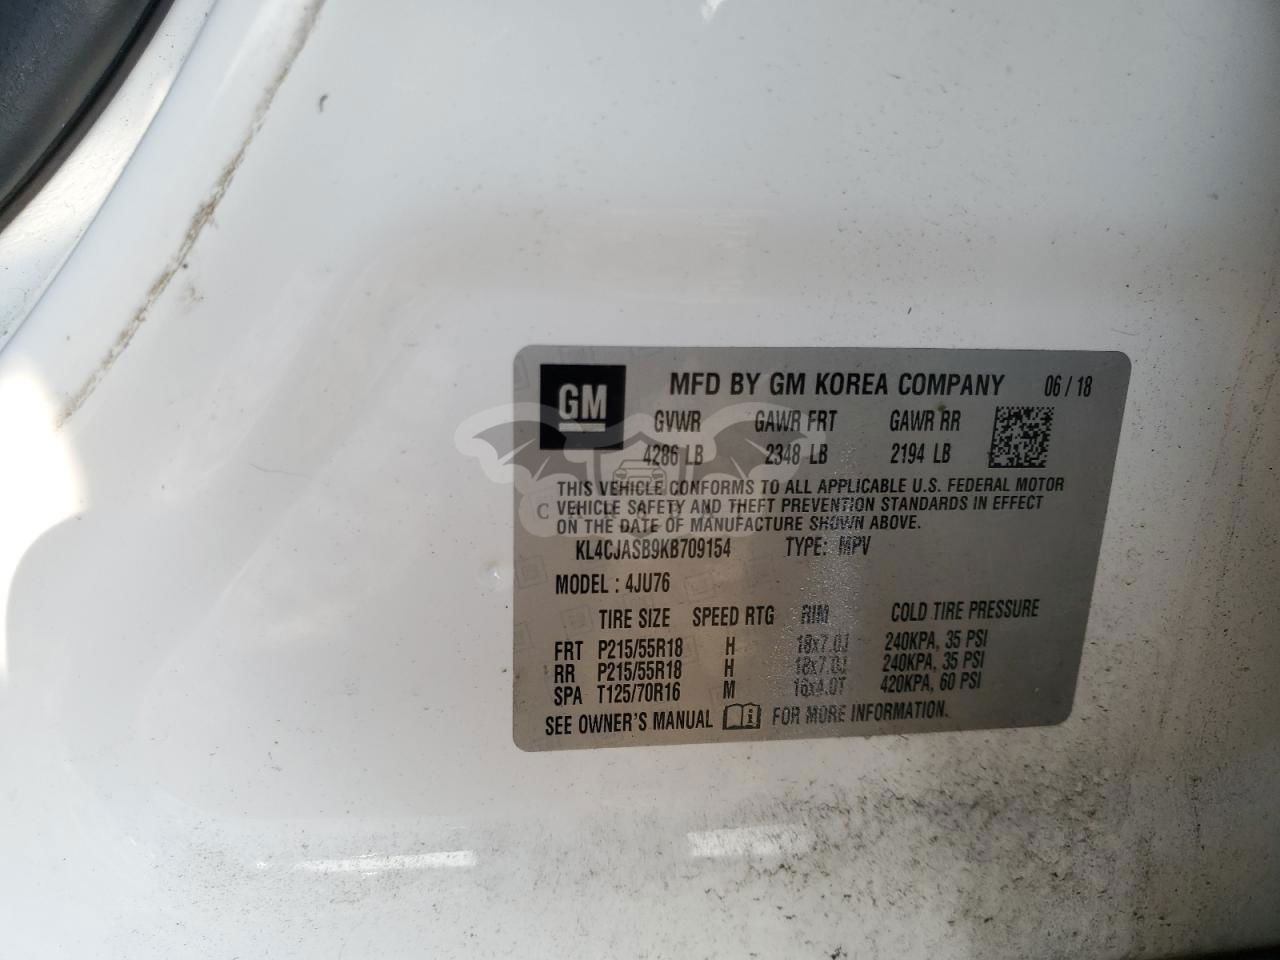 GM
MFD BY GM KOREA COMPANY 06 / 18
GVWR GAWR FRT GAWR RR
4286 LB 2348 LB 2194 LB
THIS VEHICLE CONFORMS TO ALL APPLICABLE U.S. FEDERAL MOTOR
VEHICLE SAFETY AND THEFT PREVENTION STANDARDS IN EFFECT
ON THE DATE OF MANUFACTURE SHOWN ABOVE.
KL4CJASB9KB709154 TYPE: MPV
MODEL : 4JU76
TIRE SIZE SPEED RTG RIM COLD TIRE PRESSURE
FRT P215/55R18 H 18x7.0J 240KPA, 35 PSI
RR P215/55R18 H 18x7.0J 240KPA, 35 PSI
SPA T125/70R16 M 16x4.0T 420KPA, 60 PSI
SEE OWNER'S MANUAL FOR MORE INFORMATION.